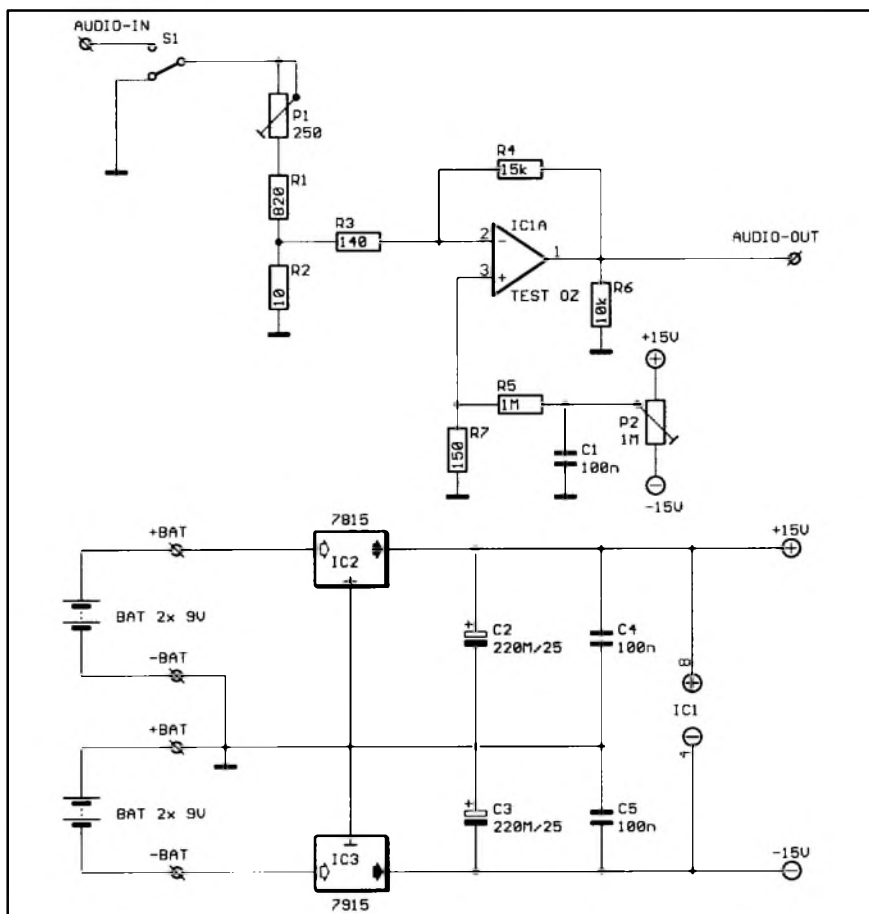 AUDIO-IN
S1
P1
250
R1
820
R2
10
R3
140
R4
15k
IC1A
2
-
3
+
1
TEST OZ
AUDIO-OUT
R6
10k
+15V
R5
1M
P2
1M
R7
150
C1
100n
-15V
7815
+BAT
IC2
+15V
BAT 2x 9V
-BAT
+
C2
220M/25
C4
100n
8
IC1
4
+BAT
BAT 2x 9V
-BAT
+
C3
220M/25
C5
100n
IC3
7915
-15V